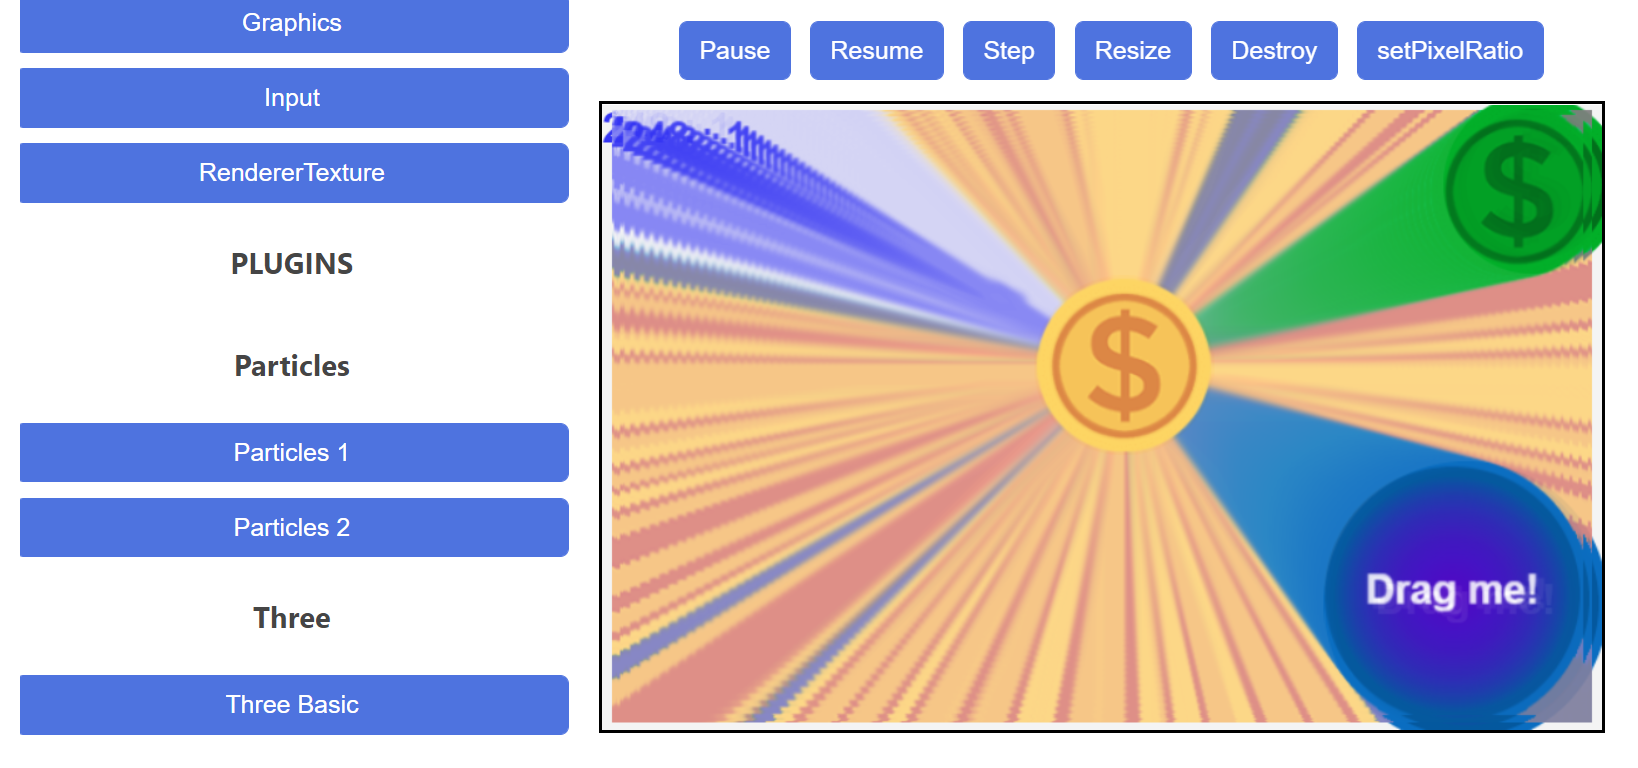 Graphics
Input
RendererTexture
PLUGINS
Particles
Particles 1
Particles 2
Three
Three Basic
Pause
Resume
Step
Resize
Destroy
setPixelRatio
$
$
Drag me!